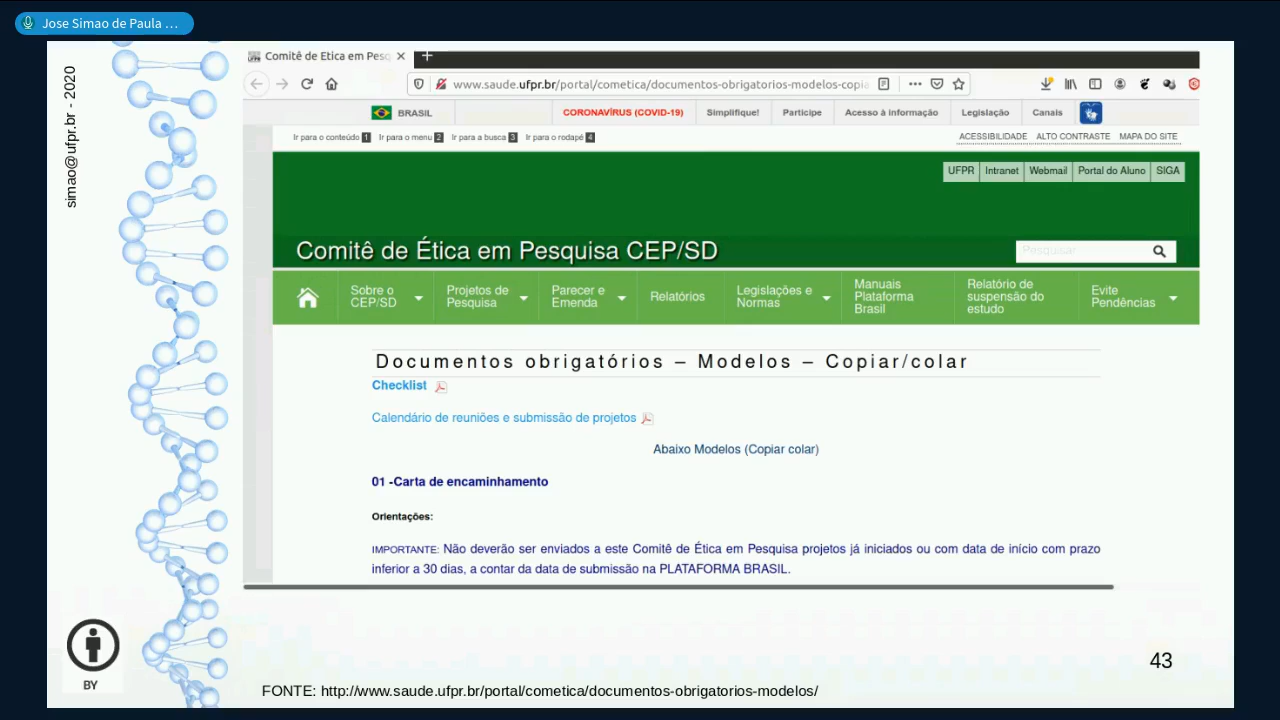 Jose Simao de Paula ...
simao@ufpr.br - 2020
Comitê de Etica em Pesq
www.saude.ufpr.br/portal/cometica/documentos-obrigatorios-modelos-copia
BRASIL
CORONAVÍRUS (COVID-19)
Simplifique!
Participe
Acesso à informação
Legislação
Canais
Ir para o conteúdo 1 Ir para o menu 2 Ir para a busca 3 Ir para o rodapé 4
ACESSIBILIDADE ALTO CONTRASTE MAPA DO SITE
UFPR Intranet Webmail Portal do Aluno SIGA
Comitê de Ética em Pesquisa CEP/SD
Pesquisar
Sobre o
CEP/SD
Projetos de
Pesquisa
Parecer e
Emenda
Relatórios
Legislações e
Normas
Manuais
Plataforma
Brasil
Relatório de
suspensão do
estudo
Evite
Pendências
Documentos obrigatórios – Modelos – Copiar/colar
Checklist
Calendário de reuniões e submissão de projetos
Abaixo Modelos (Copiar colar)
01 -Carta de encaminhamento
Orientações:
IMPORTANTE: Não deverão ser enviados a este Comitê de Ética em Pesquisa projetos já iniciados ou com data de início com prazo
inferior a 30 dias, a contar da data de submissão na PLATAFORMA BRASIL.
BY
43
FONTE: http://www.saude.ufpr.br/portal/cometica/documentos-obrigatorios-modelos/